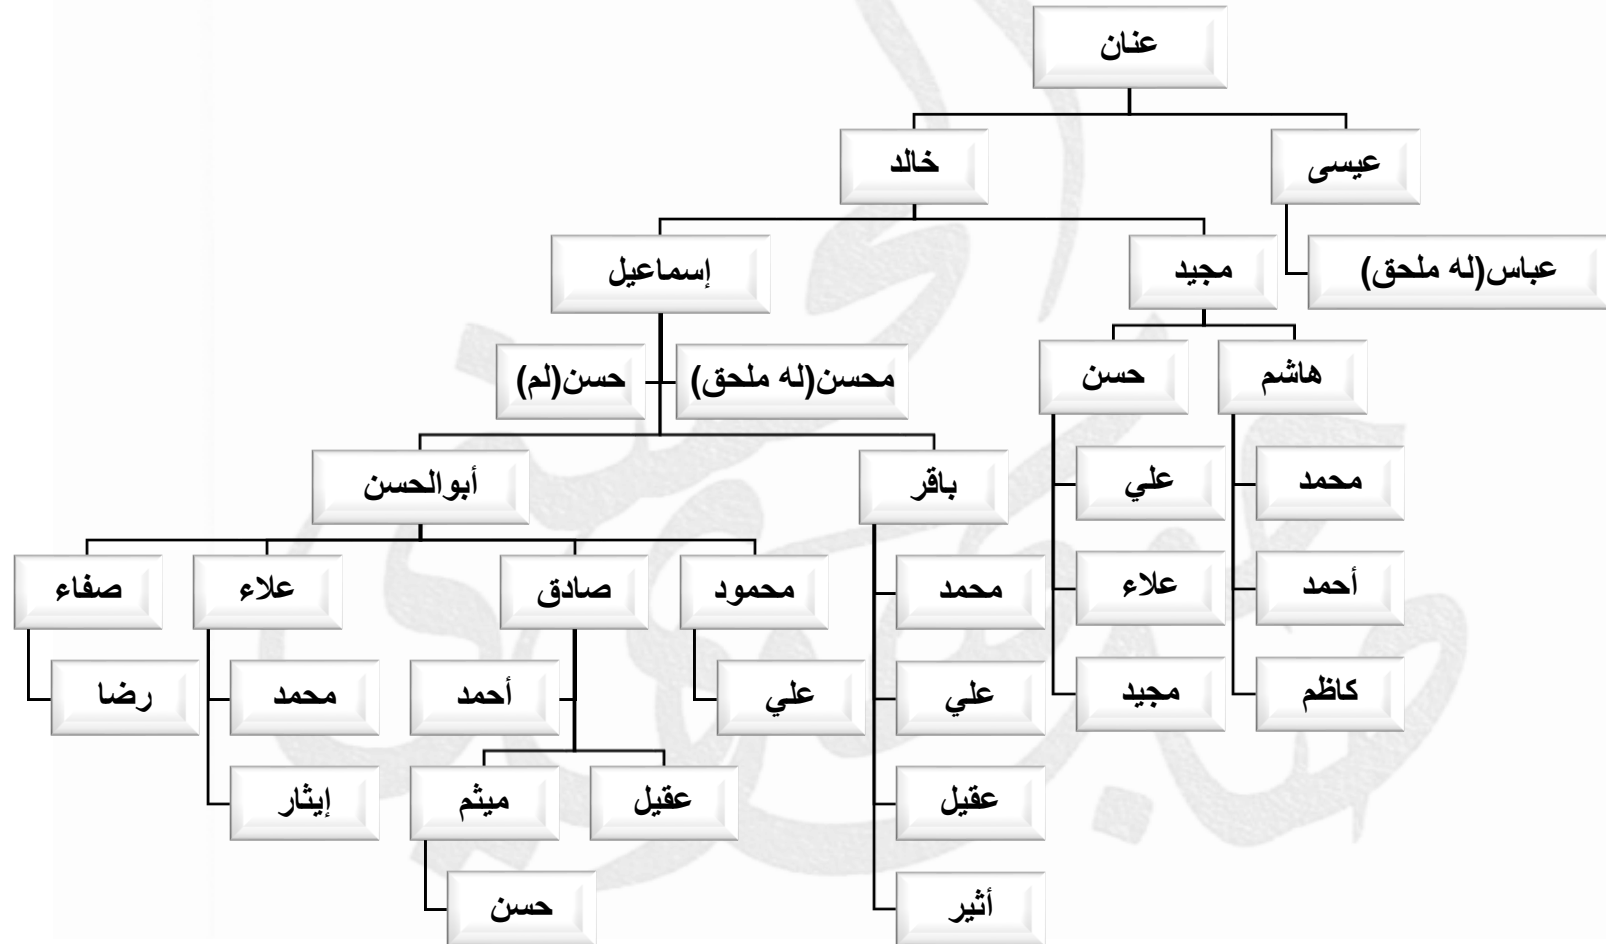 عنان
عيسى
خالد
عباس(له ملحق)
مجيد
إسماعيل
هاشم
حسن
محسن(له ملحق)
حسن(لم)
محمد
علي
باقر
أبوالحسن
أحمد
علاء
محمد
محمود
صادق
علاء
صفاء
كاظم
مجيد
علي
علي
أحمد
محمد
رضا
عقيل
عقيل
ميثم
إيثار
أثير
حسن